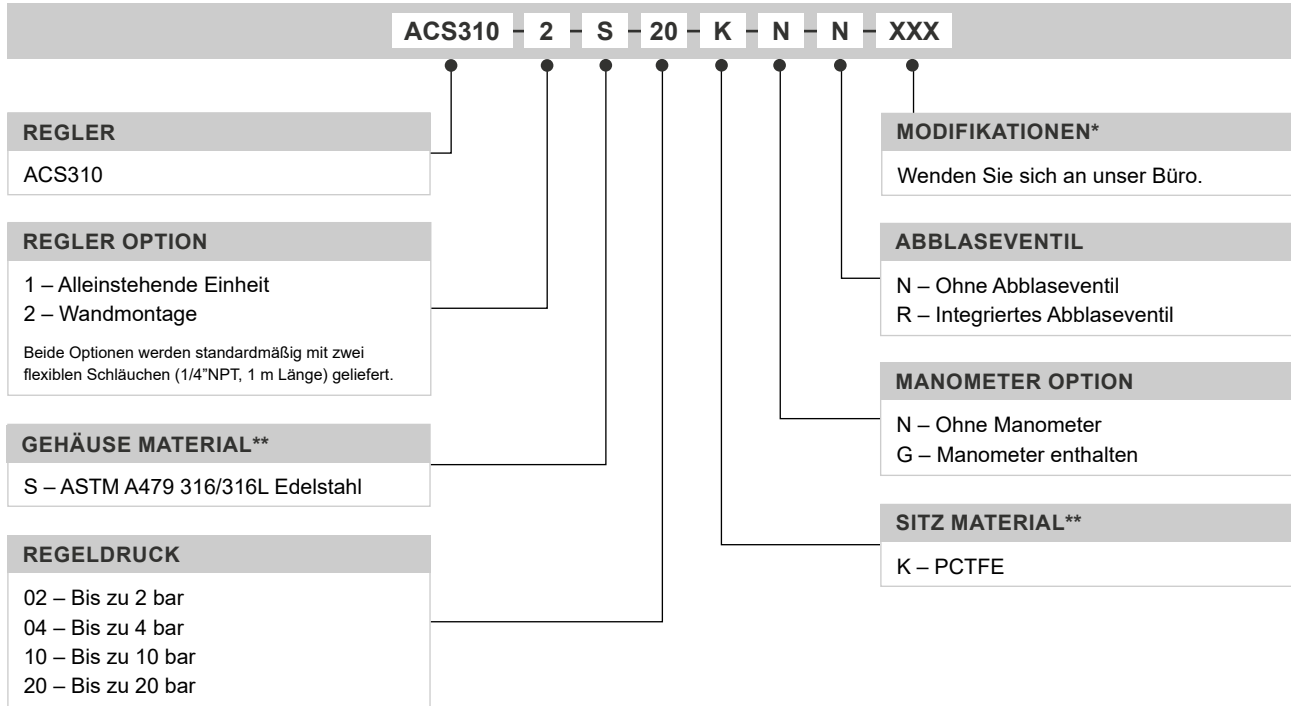 ACS310 - 2 - S - 20 - K - N - N - XXX
REGLER
ACS310
REGLER OPTION
1 – Alleinstehende Einheit
2 – Wandmontage
Beide Optionen werden standardmäßig mit zwei
flexiblen Schläuchen (1/4”NPT, 1 m Länge) geliefert.
GEHÄUSE MATERIAL**
S – ASTM A479 316/316L Edelstahl
REGELDRUCK
02 – Bis zu 2 bar
04 – Bis zu 4 bar
10 – Bis zu 10 bar
20 – Bis zu 20 bar
MODIFIKATIONEN*
Wenden Sie sich an unser Büro.
ABBLASEVENTIL
N – Ohne Abblaseventil
R – Integriertes Abblaseventil
MANOMETER OPTION
N – Ohne Manometer
G – Manometer enthalten
SITZ MATERIAL**
K – PCTFE